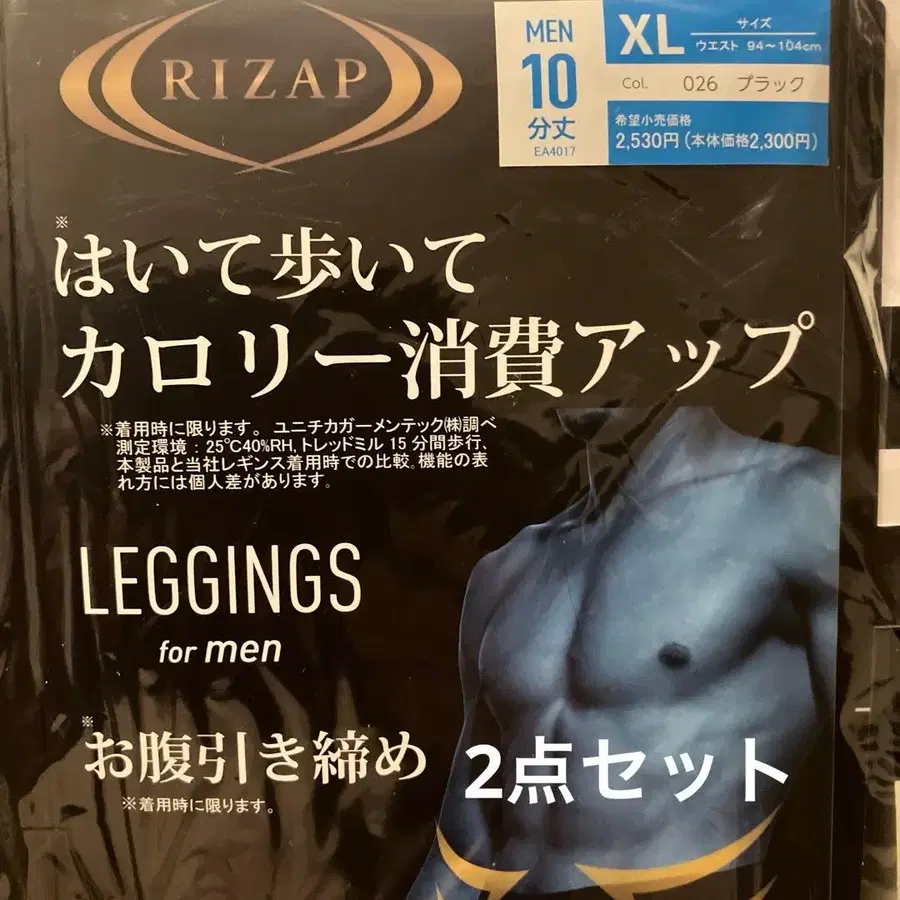 RIZAP
MEN
10
分丈
EA4017
XL
サイズ
ウエスト 94～104cm
Col. 026 ブラック
希望小売価格
2,530円(本体価格2,300円)
※
はいて歩いて
カロリー消費アップ
※着用時に限ります。ユニチカガーメンテック㈱調べ
測定環境：25℃40%RH,トレッドミル 15 分間歩行、
本製品と当社レギンス着用時での比較。機能の表
れ方には個人差があります。
LEGGINGS
for men
※
お腹引き締め
※着用時に限ります。
2点セット